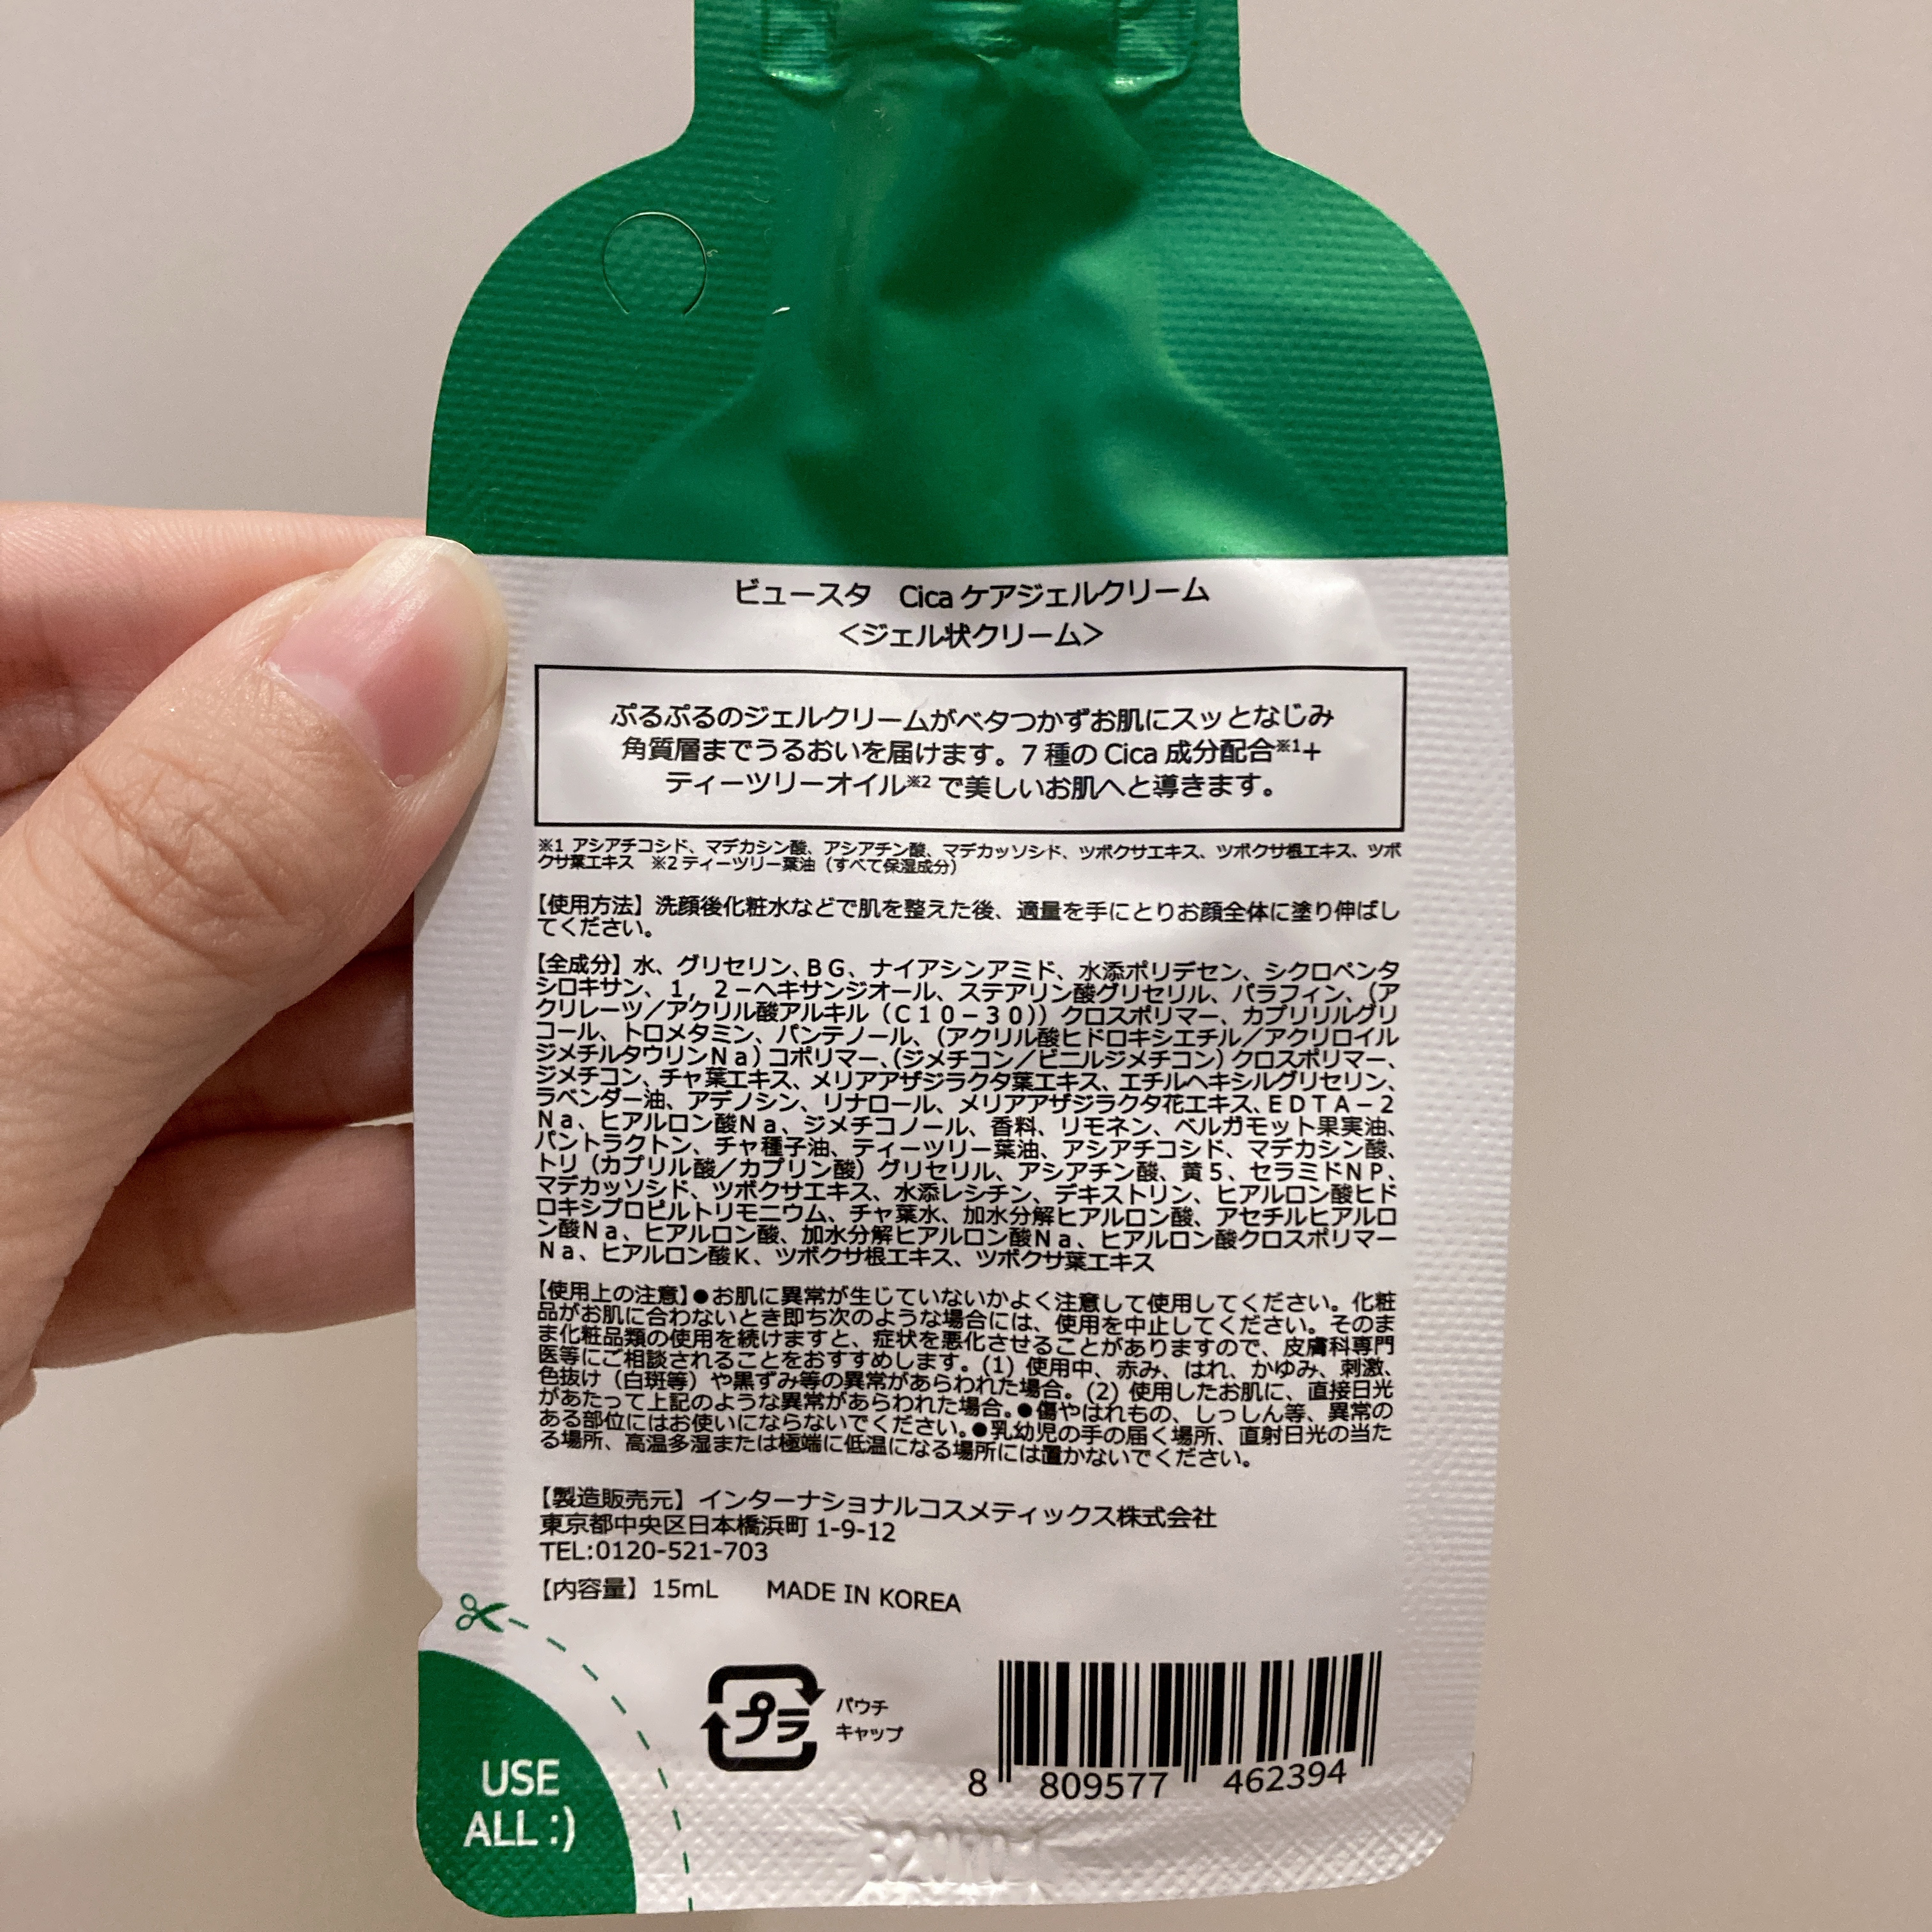 ビュースタ Cica ケアジェルクリーム
＜ジェル状クリーム＞
ぷるぷるのジェルクリームがベタつかずお肌にスッとなじみ
角質層までうるおいを届けます。7 種の Cica 成分配合※1+
ティーツリーオイル※2 で美しいお肌へと導きます。
※1 アシアチコシド、マデカシン酸、アシアチン酸、マデカッソシド、ツボクサエキス、ツボクサ根エキス、ツボ
クサ葉エキス ※2 ティーツリー葉油（すべて保湿成分）
【使用方法】洗顔後化粧水などで肌を整えた後、適量を手にとりお顔全体に塗り伸ばし
てください。
【全成分】水、グリセリン、ＢＧ、ナイアシンアミド、水添ポリデセン、シクロペンタ
シロキサン、１，２－ヘキサンジオール、ステアリン酸グリセリル、パラフィン、（ア
クリレーツ／アクリル酸アルキル（Ｃ１０－３０））クロスポリマー、カプリリルグリ
コール、トロメタミン、パンテノール、（アクリル酸ヒドロキシエチル／アクリロイル
ジメチルタウリンＮａ）コポリマー、（ジメチコン／ビニルジメチコン）クロスポリマー、
ジメチコン、チャ葉エキス、メリアアザジラクタ葉エキス、エチルヘキシルグリセリン、
ラベンダー油、アデノシン、リナロール、メリアアザジラクタ花エキス、ＥＤＴＡ－２
Ｎａ、ヒアルロン酸Ｎａ、ジメチコノール、香料、リモネン、ベルガモット果実油、
パントラクトン、チャ種子油、ティーツリー葉油、アシアチコシド、マデカシン酸、
トリ（カプリル酸／カプリン酸）グリセリル、アシアチン酸、黄５、セラミドＮＰ、
マデカッソシド、ツボクサエキス、水添レシチン、デキストリン、ヒアルロン酸ヒド
ロキシプロピルトリモニウム、チャ葉水、加水分解ヒアルロン酸、アセチルヒアルロ
ン酸Ｎａ、ヒアルロン酸、加水分解ヒアルロン酸Ｎａ、ヒアルロン酸クロスポリマー
Ｎａ、ヒアルロン酸Ｋ、ツボクサ根エキス、ツボクサ葉エキス
【使用上の注意】●お肌に異常が生じていないかよく注意して使用してください。化粧
品がお肌に合わないとき即ち次のような場合には、使用を中止してください。そのま
ま化粧品類の使用を続けますと、症状を悪化させることがありますので、皮膚科専門
医等にご相談されることをおすすめします。(1) 使用中、赤み、はれ、かゆみ、刺激、
色抜け（白斑等）や黒ずみ等の異常があらわれた場合。(2) 使用したお肌に、直接日光
があたって上記のような異常があらわれた場合。●傷やはれもの、しっしん等、異常の
ある部位にはお使いにならないでください。●乳幼児の手の届く場所、直射日光の当た
る場所、高温多湿または極端に低温になる場所には置かないでください。
【製造販売元】インターナショナルコスメティックス株式会社
東京都中央区日本橋浜町 1-9-12
TEL:0120-521-703
【内容量】15mL MADE IN KOREA
プラ
パウチ
キャップ
8 809577 462394
USE
ALL :)